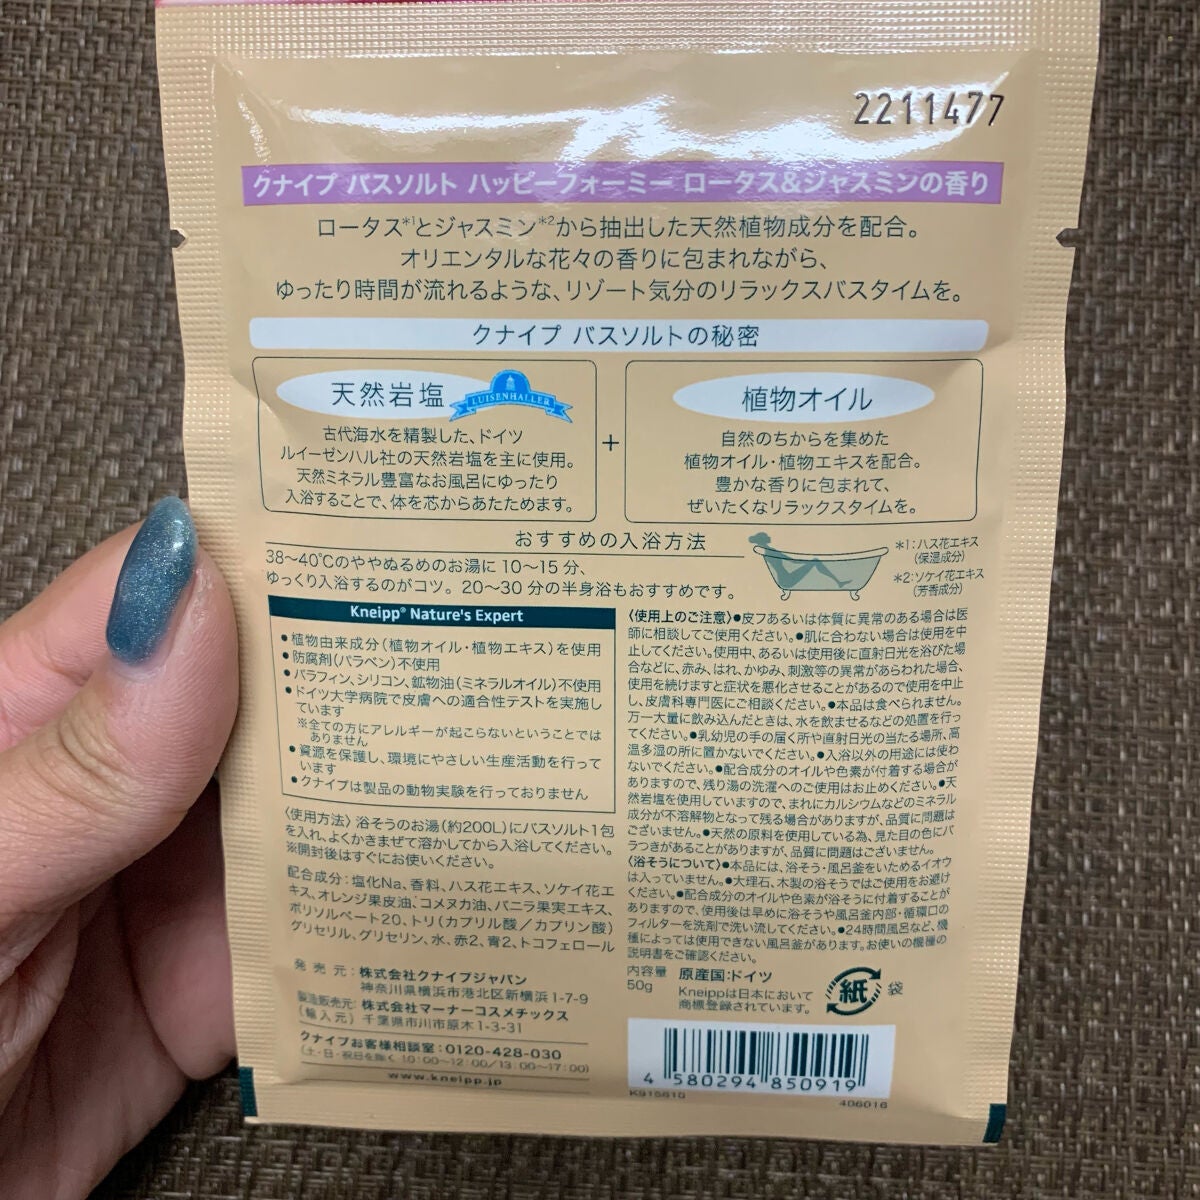 2211477
クナイプ バスソルト ハッピーフォーミー ロータス&ジャスミンの香り
ロータス*1とジャスミン*2から抽出した天然植物成分を配合。
オリエンタルな花々の香りに包まれながら、
ゆったり時間が流れるような、リゾート気分のリラックスバスタイムを。
クナイプ バスソルトの秘密
天然岩塩
LUISENHALLER
古代海水を精製した、ドイツ
ルイーゼンハル社の天然岩塩を主に使用。
天然ミネラル豊富なお風呂にゆったり
入浴することで、体を芯からあたためます。
+
植物オイル
自然のちからを集めた
植物オイル・植物エキスを配合。
豊かな香りに包まれて、
ぜいたくなリラックスタイムを。
おすすめの入浴方法
38〜40℃のややぬるめのお湯に 10〜15 分、
ゆっくり入浴するのがコツ。20〜30 分の半身浴もおすすめです。
*1:ハス花エキス
(保湿成分)
*2:ソケイ花エキス
(芳香成分)
Kneipp® Nature's Expert
●植物由来成分(植物オイル・植物エキス)を使用
●防腐剤(パラベン)不使用
●パラフィン、シリコン、鉱物油(ミネラルオイル)不使用
●ドイツ大学病院で皮膚への適合性テストを実施し
ています
※全ての方にアレルギーが起こらないということでは
ありません
●資源を保護し、環境にやさしい生産活動を行って
います
●クナイプは製品の動物実験を行っておりません
〈使用方法〉浴そうのお湯(約200L)にバスソルト1包
を入れ、よくかきまぜて溶かしてから入浴してください。
※開封後はすぐにお使いください。
配合成分:塩化Na、香料、ハス花エキス、ソケイ花エ
キス、オレンジ果皮油、コメヌカ油、バニラ果実エキス、
ポリソルベート20、トリ(カプリル酸/カプリン酸)
グリセリル、グリセリン、水、赤2、青2、トコフェロール
発売元:株式会社クナイプジャパン
神奈川県横浜市港北区新横浜1-7-9
製造販売元:株式会社マーナーコスメチックス
(輸入元) 千葉県市川市原木1-3-31
クナイプお客様相談室:0120-428-030
(土・日・祝日を除く 10:00〜12:00/13:00〜17:00)
www.kneipp.jp
〈使用上のご注意〉●皮フあるいは体質に異常のある場合は医
師に相談してご使用ください。●肌に合わない場合は使用を中
止してください。使用中、あるいは使用後に直射日光を浴びた場
合などに、赤み、はれ、かゆみ、刺激等の異常があらわれた場合、
使用を続けますと症状を悪化させることがあるので使用を中止
し、皮膚科専門医にご相談ください。●本品は食べられません。
万一大量に飲み込んだときは、水を飲ませるなどの処置を行っ
てください。●乳幼児の手の届く所や直射日光の当たる場所、高
温多湿の所に置かないでください。●入浴以外の用途には使わ
ないでください。●配合成分のオイルや色素が付着する場合が
ありますので、残り湯の洗濯へのご使用はお止めください。●天
然岩塩を使用していますので、まれにカルシウムなどのミネラル
成分が不溶解物となって残る場合がありますが、品質に問題は
ございません。●天然の原料を使用している為、見た目の色にバ
ラつきがあることがありますが、品質に問題はございません。
〈浴そうについて〉●本品には、浴そう・風呂釜をいためるイオウ
は入っていません。●大理石、木製の浴そうではご使用をお避け
ください。●配合成分のオイルや色素が浴そうに付着することが
ありますので、使用後は早めに浴そうや風呂釜内部・循環口の
フィルターを洗剤で洗い流してください。●24時間風呂など、機
種によっては使用できない風呂釜があります。お使いの機種の
説明書をご確認ください。
内容量
50g
原産国:ドイツ
Kneippは日本において
商標登録されています。
紙
袋
4 580294 850919
K915610
406016